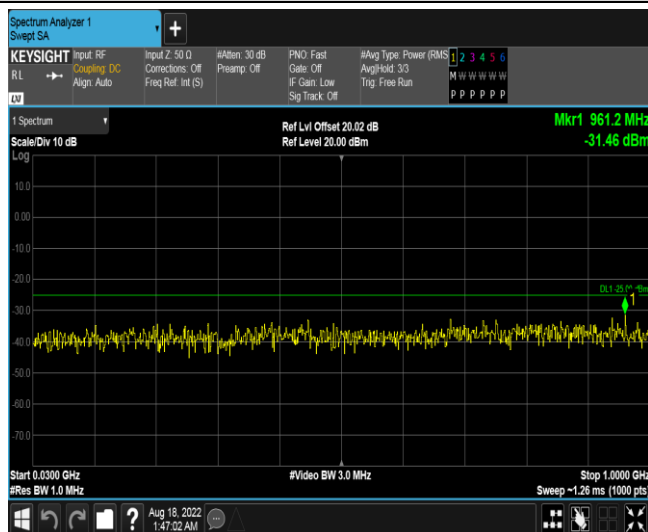 Spectrum Analyzer 1
Swept SA
KEYSIGHT
RL
LXI
Input: RF
Coupling: DC
Align: Auto
Input Z: 50 Ω
Corrections: Off
Freq Ref: Int (S)
#Atten: 30 dB
Preamp: Off
PNO: Fast
Gate: Off
IF Gain: Low
Sig Track: Off
#Avg Type: Power (RMS
Avg|Hold: 3/3
Trig: Free Run
1 2 3 4 5 6
M W W W W W
P P P P P P
1 Spectrum
Scale/Div 10 dB
Ref Lvl Offset 20.02 dB
Ref Level 20.00 dBm
Mkr1 961.2 MHz
-31.46 dBm
Log
10.0
0.00
-10.0
-20.0
DL1 -25.00 dBm
1
-30.0
-40.0
-50.0
-60.0
-70.0
Start 0.0300 GHz
#Video BW 3.0 MHz
Stop 1.0000 GHz
#Res BW 1.0 MHz
Sweep ~1.26 ms (1000 pts)
?
Aug 18, 2022
1:47:02 AM